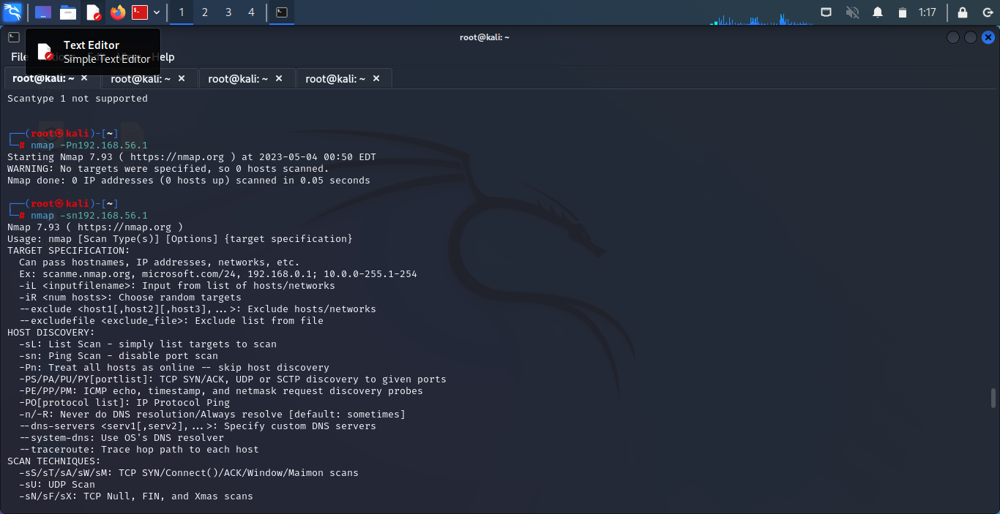 1 2 3 4 1:17
root@kali: ~
Text Editor
Simple Text Editor
File Help
root@kali: ~ × root@kali: ~ × root@kali: ~ × root@kali: ~ ×
Scantype 1 not supported
┌──(root㉿kali)-[~]
└─# nmap -Pn192.168.56.1
Starting Nmap 7.93 ( https://nmap.org ) at 2023-05-04 00:50 EDT
WARNING: No targets were specified, so 0 hosts scanned.
Nmap done: 0 IP addresses (0 hosts up) scanned in 0.05 seconds
┌──(root㉿kali)-[~]
└─# nmap -sn192.168.56.1
Nmap 7.93 ( https://nmap.org )
Usage: nmap [Scan Type(s)] [Options] {target specification}
TARGET SPECIFICATION:
  Can pass hostnames, IP addresses, networks, etc.
  Ex: scanme.nmap.org, microsoft.com/24, 192.168.0.1; 10.0.0-255.1-254
  -iL <inputfilename>: Input from list of hosts/networks
  -iR <num hosts>: Choose random targets
  --exclude <host1[,host2][,host3],...>: Exclude hosts/networks
  --excludefile <exclude_file>: Exclude list from file
HOST DISCOVERY:
  -sL: List Scan - simply list targets to scan
  -sn: Ping Scan - disable port scan
  -Pn: Treat all hosts as online -- skip host discovery
  -PS/PA/PU/PY[portlist]: TCP SYN/ACK, UDP or SCTP discovery to given ports
  -PE/PP/PM: ICMP echo, timestamp, and netmask request discovery probes
  -PO[protocol list]: IP Protocol Ping
  -n/-R: Never do DNS resolution/Always resolve [default: sometimes]
  --dns-servers <serv1[,serv2],...>: Specify custom DNS servers
  --system-dns: Use OS's DNS resolver
  --traceroute: Trace hop path to each host
SCAN TECHNIQUES:
  -sS/sT/sA/sW/sM: TCP SYN/Connect()/ACK/Window/Maimon scans
  -sU: UDP Scan
  -sN/sF/sX: TCP Null, FIN, and Xmas scans